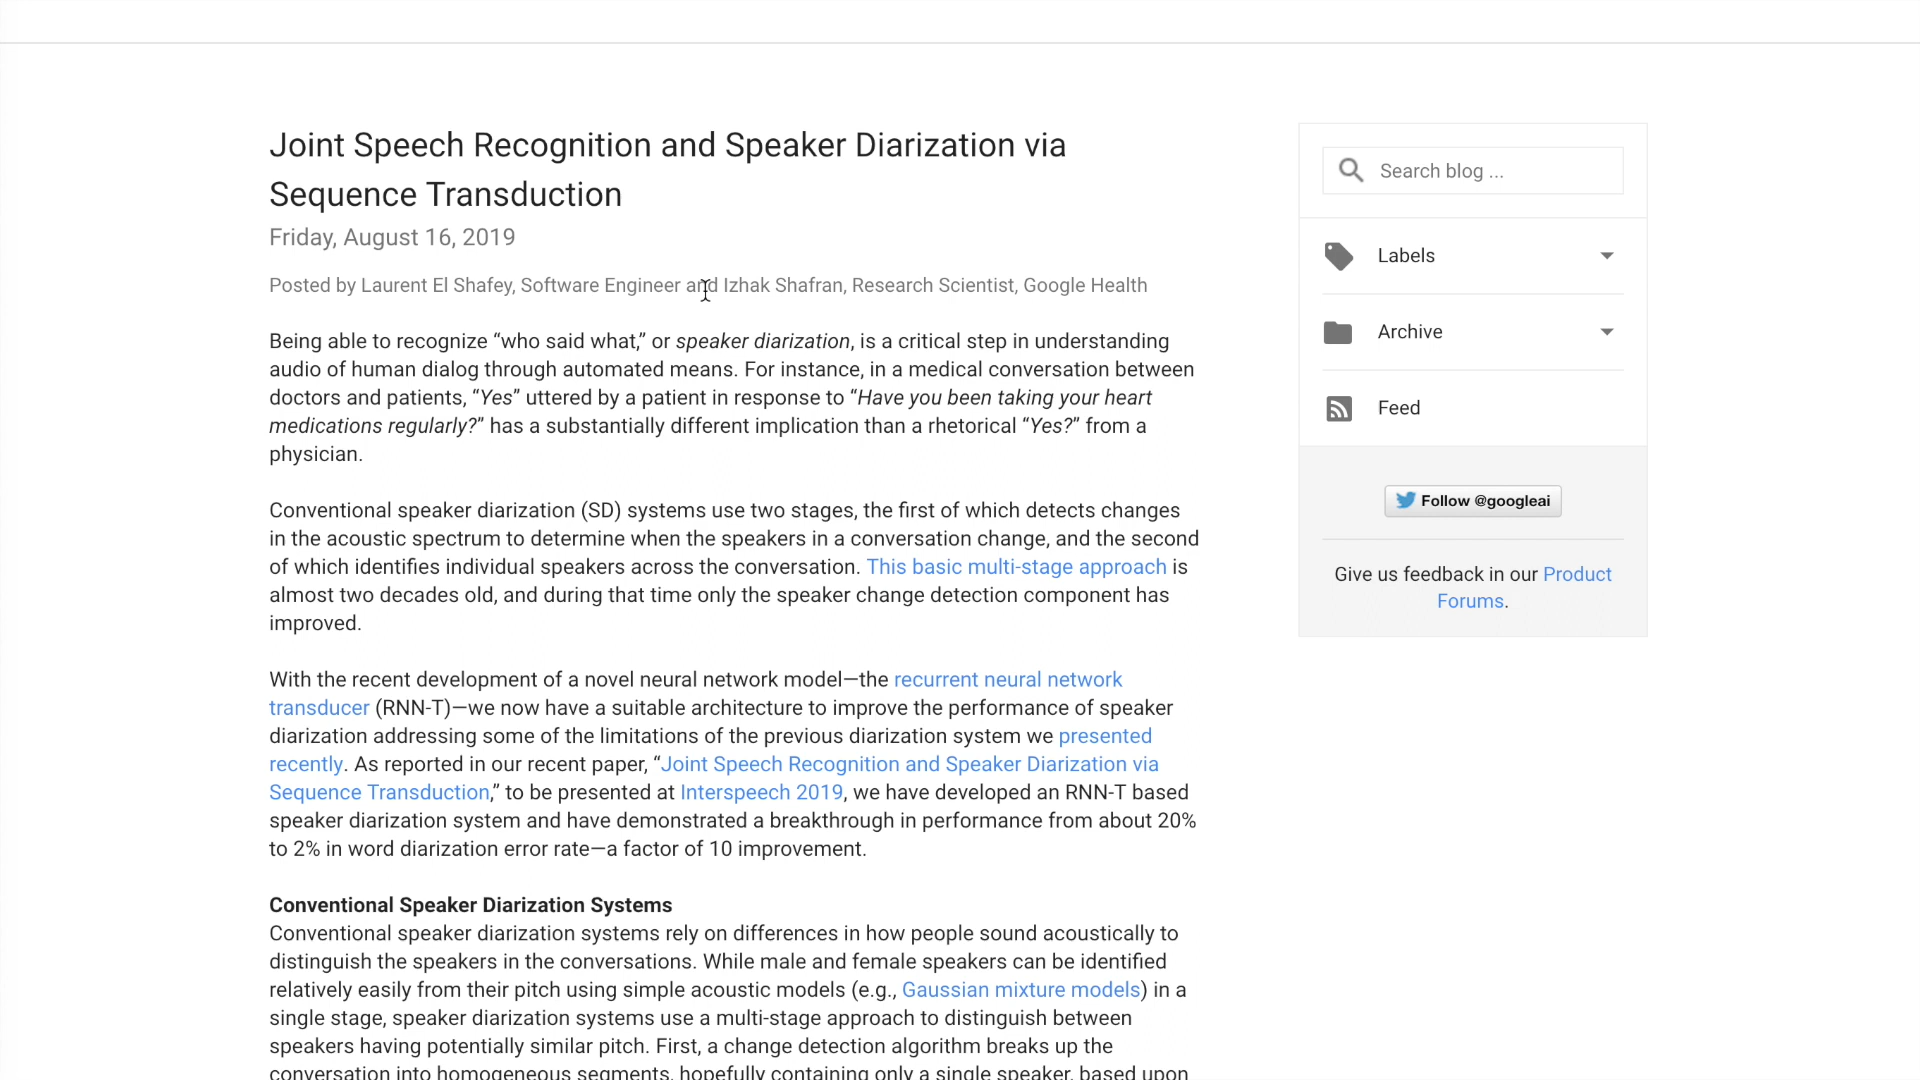 Joint Speech Recognition and Speaker Diarization via
Sequence Transduction
Friday, August 16, 2019
Posted by Laurent El Shafey, Software Engineer and Izhak Shafran, Research Scientist, Google Health
Being able to recognize “who said what,” or speaker diarization, is a critical step in understanding
audio of human dialog through automated means. For instance, in a medical conversation between
doctors and patients, “Yes” uttered by a patient in response to “Have you been taking your heart
medications regularly?” has a substantially different implication than a rhetorical “Yes?” from a
physician.
Conventional speaker diarization (SD) systems use two stages, the first of which detects changes
in the acoustic spectrum to determine when the speakers in a conversation change, and the second
of which identifies individual speakers across the conversation. This basic multi-stage approach is
almost two decades old, and during that time only the speaker change detection component has
improved.
With the recent development of a novel neural network model—the recurrent neural network
transducer (RNN-T)—we now have a suitable architecture to improve the performance of speaker
diarization addressing some of the limitations of the previous diarization system we presented
recently. As reported in our recent paper, “Joint Speech Recognition and Speaker Diarization via
Sequence Transduction,” to be presented at Interspeech 2019, we have developed an RNN-T based
speaker diarization system and have demonstrated a breakthrough in performance from about 20%
to 2% in word diarization error rate—a factor of 10 improvement.
Conventional Speaker Diarization Systems
Conventional speaker diarization systems rely on differences in how people sound acoustically to
distinguish the speakers in the conversations. While male and female speakers can be identified
relatively easily from their pitch using simple acoustic models (e.g., Gaussian mixture models) in a
single stage, speaker diarization systems use a multi-stage approach to distinguish between
speakers having potentially similar pitch. First, a change detection algorithm breaks up the
conversation into homogeneous segments, hopefully containing only a single speaker, based upon
Search blog ...
Labels
Archive
Feed
Follow @googleai
Give us feedback in our Product
Forums.